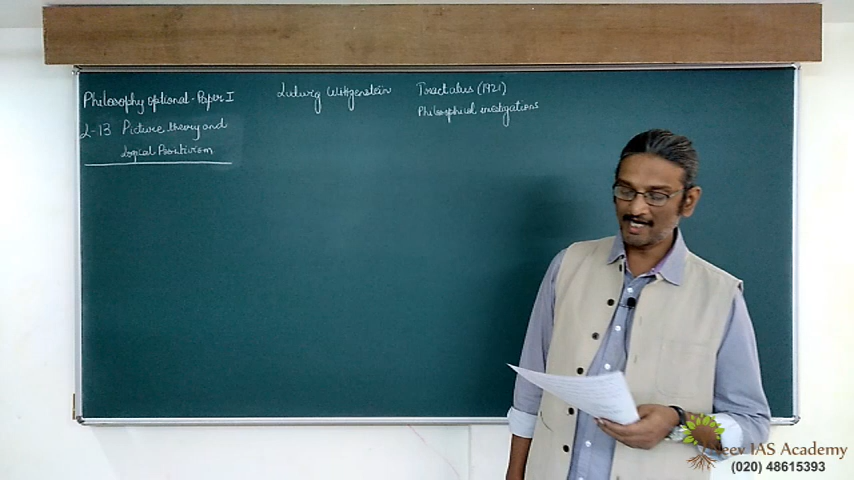 Philosophy optional - Paper I
L-13 Picture theory and
Logical Positivism
Ludwig Wittgenstein
Tractatus (1921)
Philosophical investigations
Jeev IAS Academy
(020) 48615393